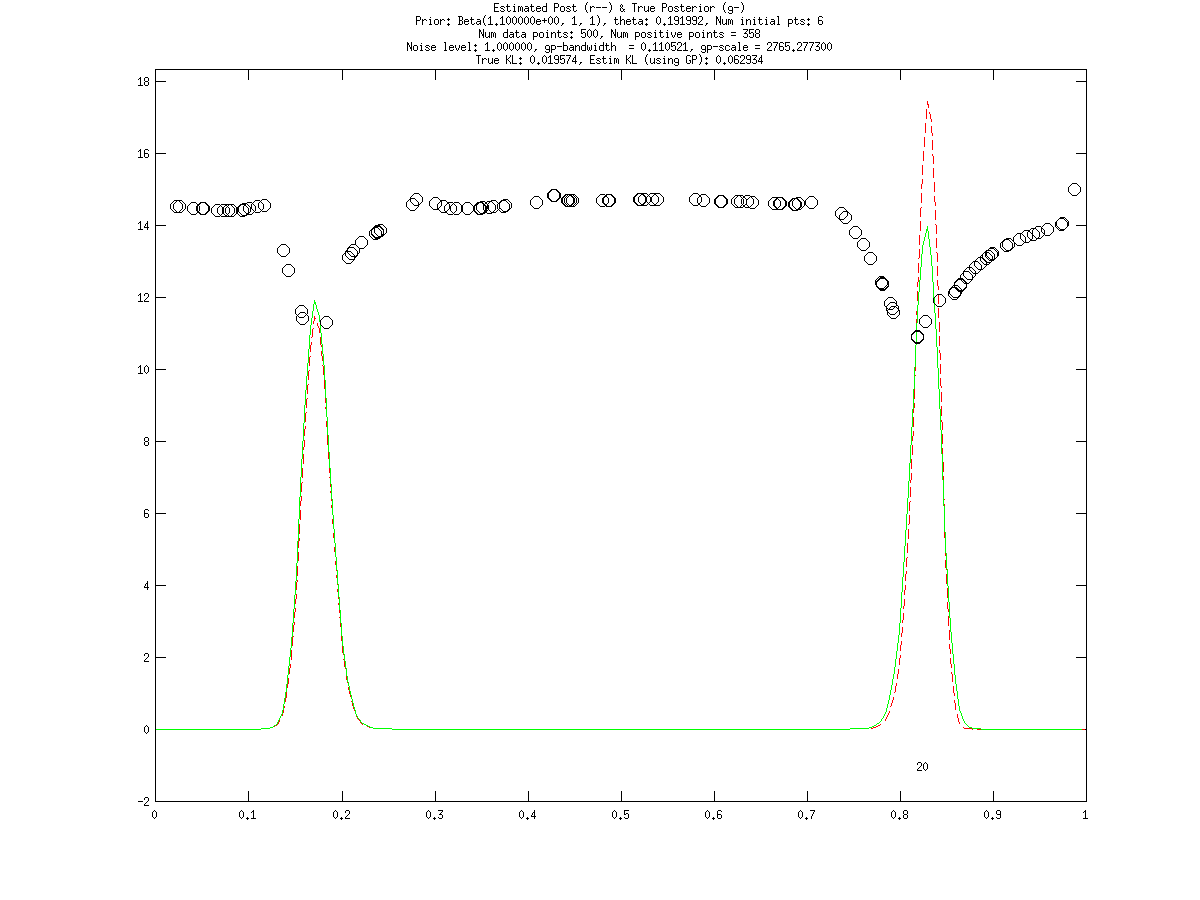 Estimated Post (r--) & True Posterior (g-)
Prior: Beta(1.100000e+00, 1, 1), theta: 0.191992, Num initial pts: 6
Num data points: 500, Num positive points = 358
Noise level: 1.000000, gp-bandwidth  = 0.110521, gp-scale = 2765.277300
True KL: 0.019574, Estim KL (using GP): 0.062934
18
16
14
12
10
8
6
4
2
0
20
-2
0 0.1 0.2 0.3 0.4 0.5 0.6 0.7 0.8 0.9 1